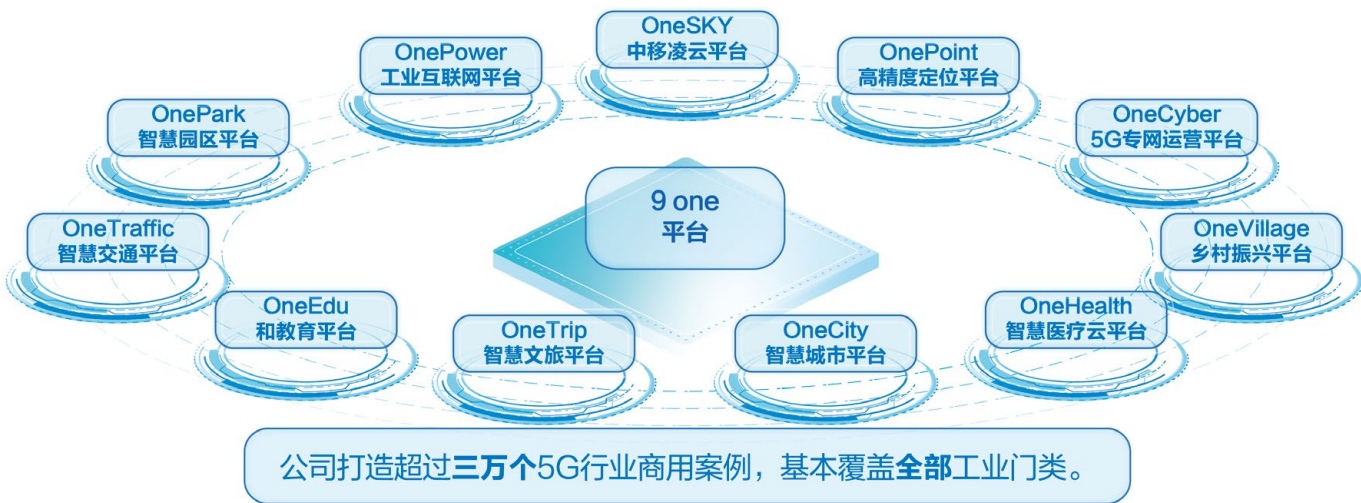 OneSKY
中移凌云平台
OnePower
工业互联网平台
OnePoint
高精度定位平台
OnePark
智慧园区平台
OneCyber
5G专网运营平台
9 one
平台
OneTraffic
智慧交通平台
OneVillage
乡村振兴平台
OneEdu
和教育平台
OneHealth
智慧医疗云平台
OneTrip
智慧文旅平台
OneCity
智慧城市平台
公司打造超过三万个5G行业商用案例，基本覆盖全部工业门类。